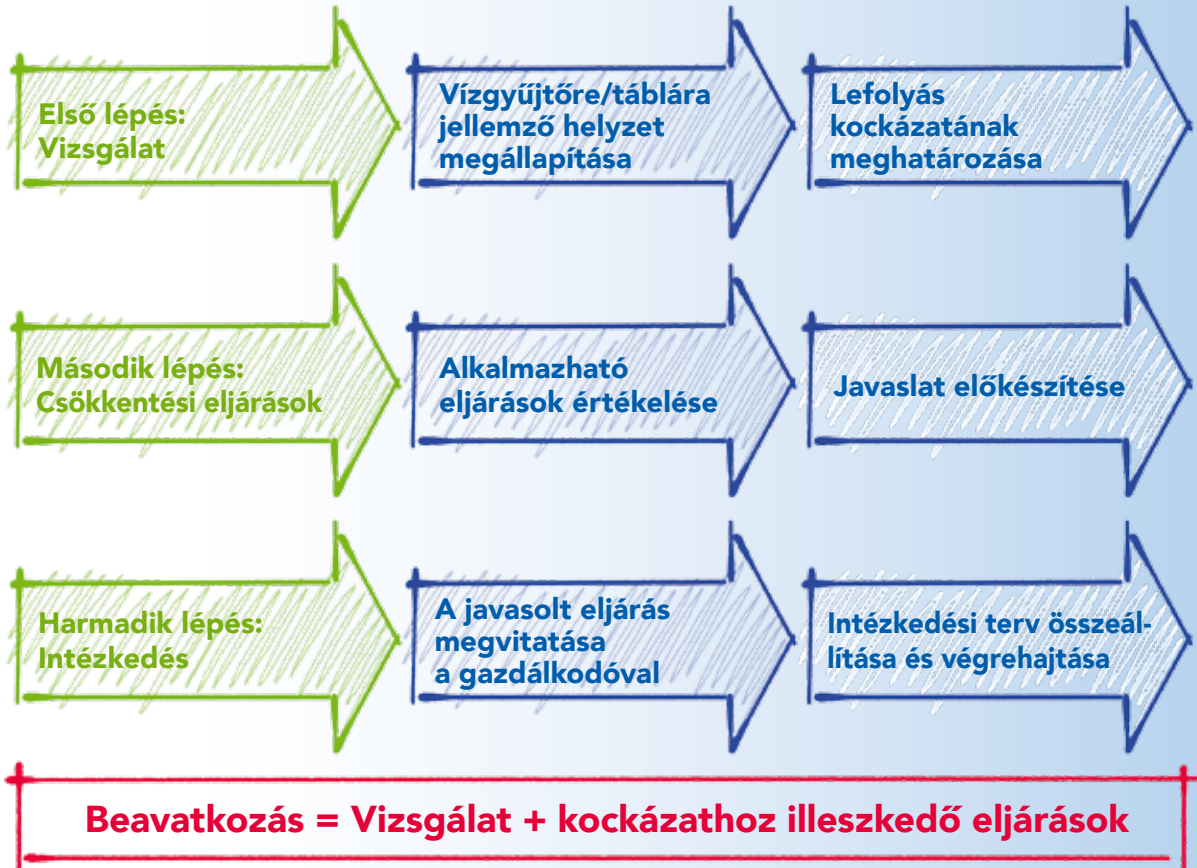 Első lépés:
Vizsgálat
Vízgyűjtőre/táblára
jellemző helyzet
megállapítása
Lefolyás
kockázatának
meghatározása
Második lépés:
Csökkentési eljárások
Alkalmazható
eljárások értékelése
Javaslat előkészítése
Harmadik lépés:
Intézkedés
A javasolt eljárás
megvitatása
a gazdálkodóval
Intézkedési terv összeál-
lítása és végrehajtása
Beavatkozás = Vizsgálat + kockázathoz illeszkedő eljárások